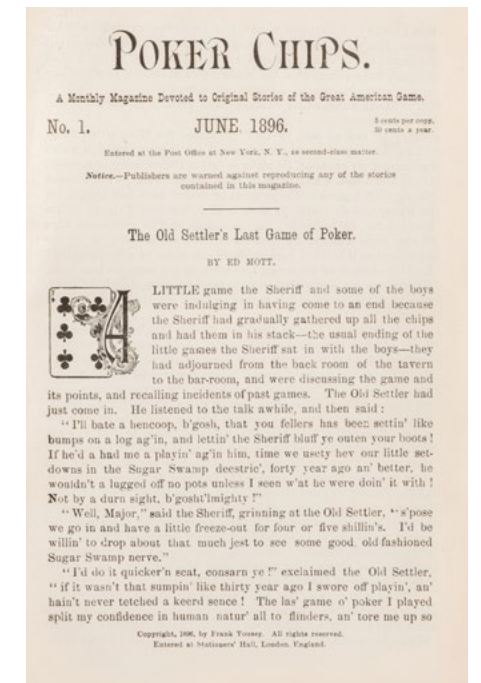 POKER CHIPS.
A Monthly Magazine Devoted to Original Stories of the Great American Game.
No. 1. JUNE, 1896. 5 cents per copy,
50 cents a year.
Entered at the Post Office at New York, N. Y., as second-class matter.
Notice.—Publishers are warned against reproducing any of the stories
contained in this magazine.
The Old Settler's Last Game of Poker.
BY ED MOTT.
A LITTLE game the Sheriff and some of the boys
were indulging in having come to an end because
the Sheriff had gradually gathered up all the chips
and had them in his stack—the usual ending of the
little games the Sheriff sat in with the boys—they
had adjourned from the back room of the tavern
to the bar-room, and were discussing the game and
its points, and recalling incidents of past games. The Old Settler had
just come in. He listened to the talk awhile, and then said:
"I'll bate a hencoop, b'gosh, that you fellers has been settin' like
bumps on a log ag'in, and lettin' the Sheriff bluff ye outen your boots!
If he'd a had me a playin' ag'in him, time we usety hev our little set-
downs in the Sugar Swamp deestric', forty year ago an' better, he
wouldn't a lugged off no pots unless I seen w'at he were doin' it with!
Not by a durn sight, b'gosht'lmighty!"
"Well, Major," said the Sheriff, grinning at the Old Settler, "s'pose
we go in and have a little freeze-out for four or five shillin's. I'd be
willin' to drop about that much jest to see some good old fashioned
Sugar Swamp nerve."
"I'd do it quicker'n scat, consarn ye!" exclaimed the Old Settler,
"if it wasn't that sumpin' like thirty year ago I swore off playin', an'
hain't never tetched a keerd sence! The las' game o' poker I played
split my confidence in human natur' all to flinders, an' tore me up so
Copyright, 1896, by Frank Tousey. All rights reserved.
Entered at Stationers' Hall, London, England.